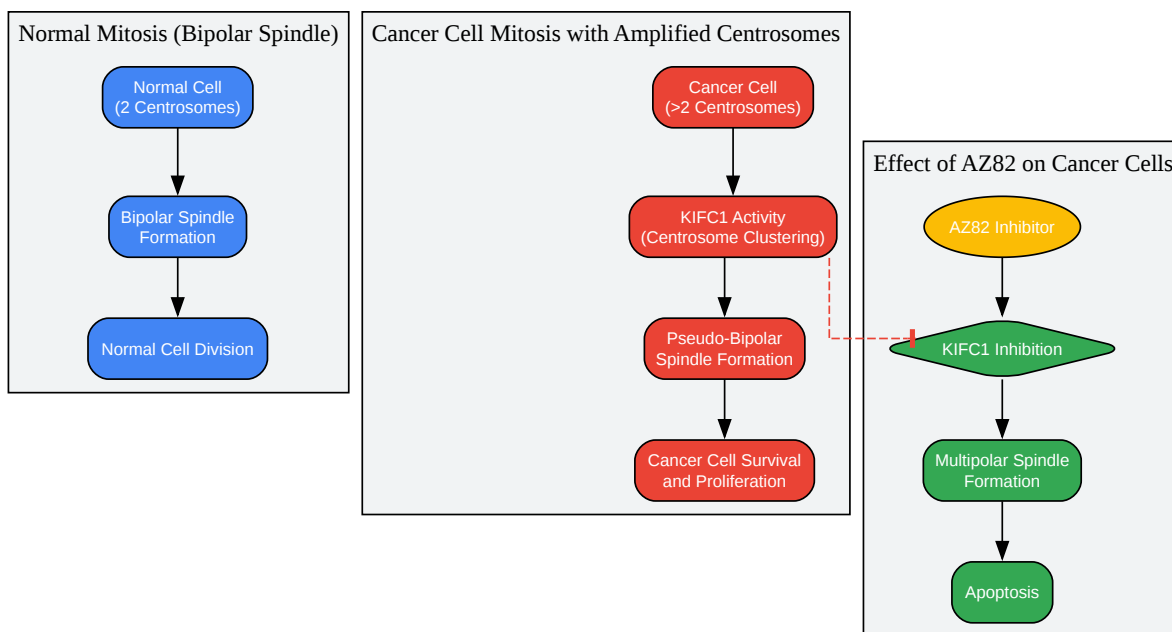 Normal Mitosis (Bipolar Spindle)
Normal Cell
(2 Centrosomes)
Bipolar Spindle
Formation
Normal Cell Division
Cancer Cell Mitosis with Amplified Centrosomes
Cancer Cell
(>2 Centrosomes)
KIFC1 Activity
(Centrosome Clustering)
Pseudo-Bipolar
Spindle Formation
Cancer Cell Survival
and Proliferation
Effect of AZ82 on Cancer Cells
AZ82 Inhibitor
KIFC1 Inhibition
Multipolar Spindle
Formation
Apoptosis